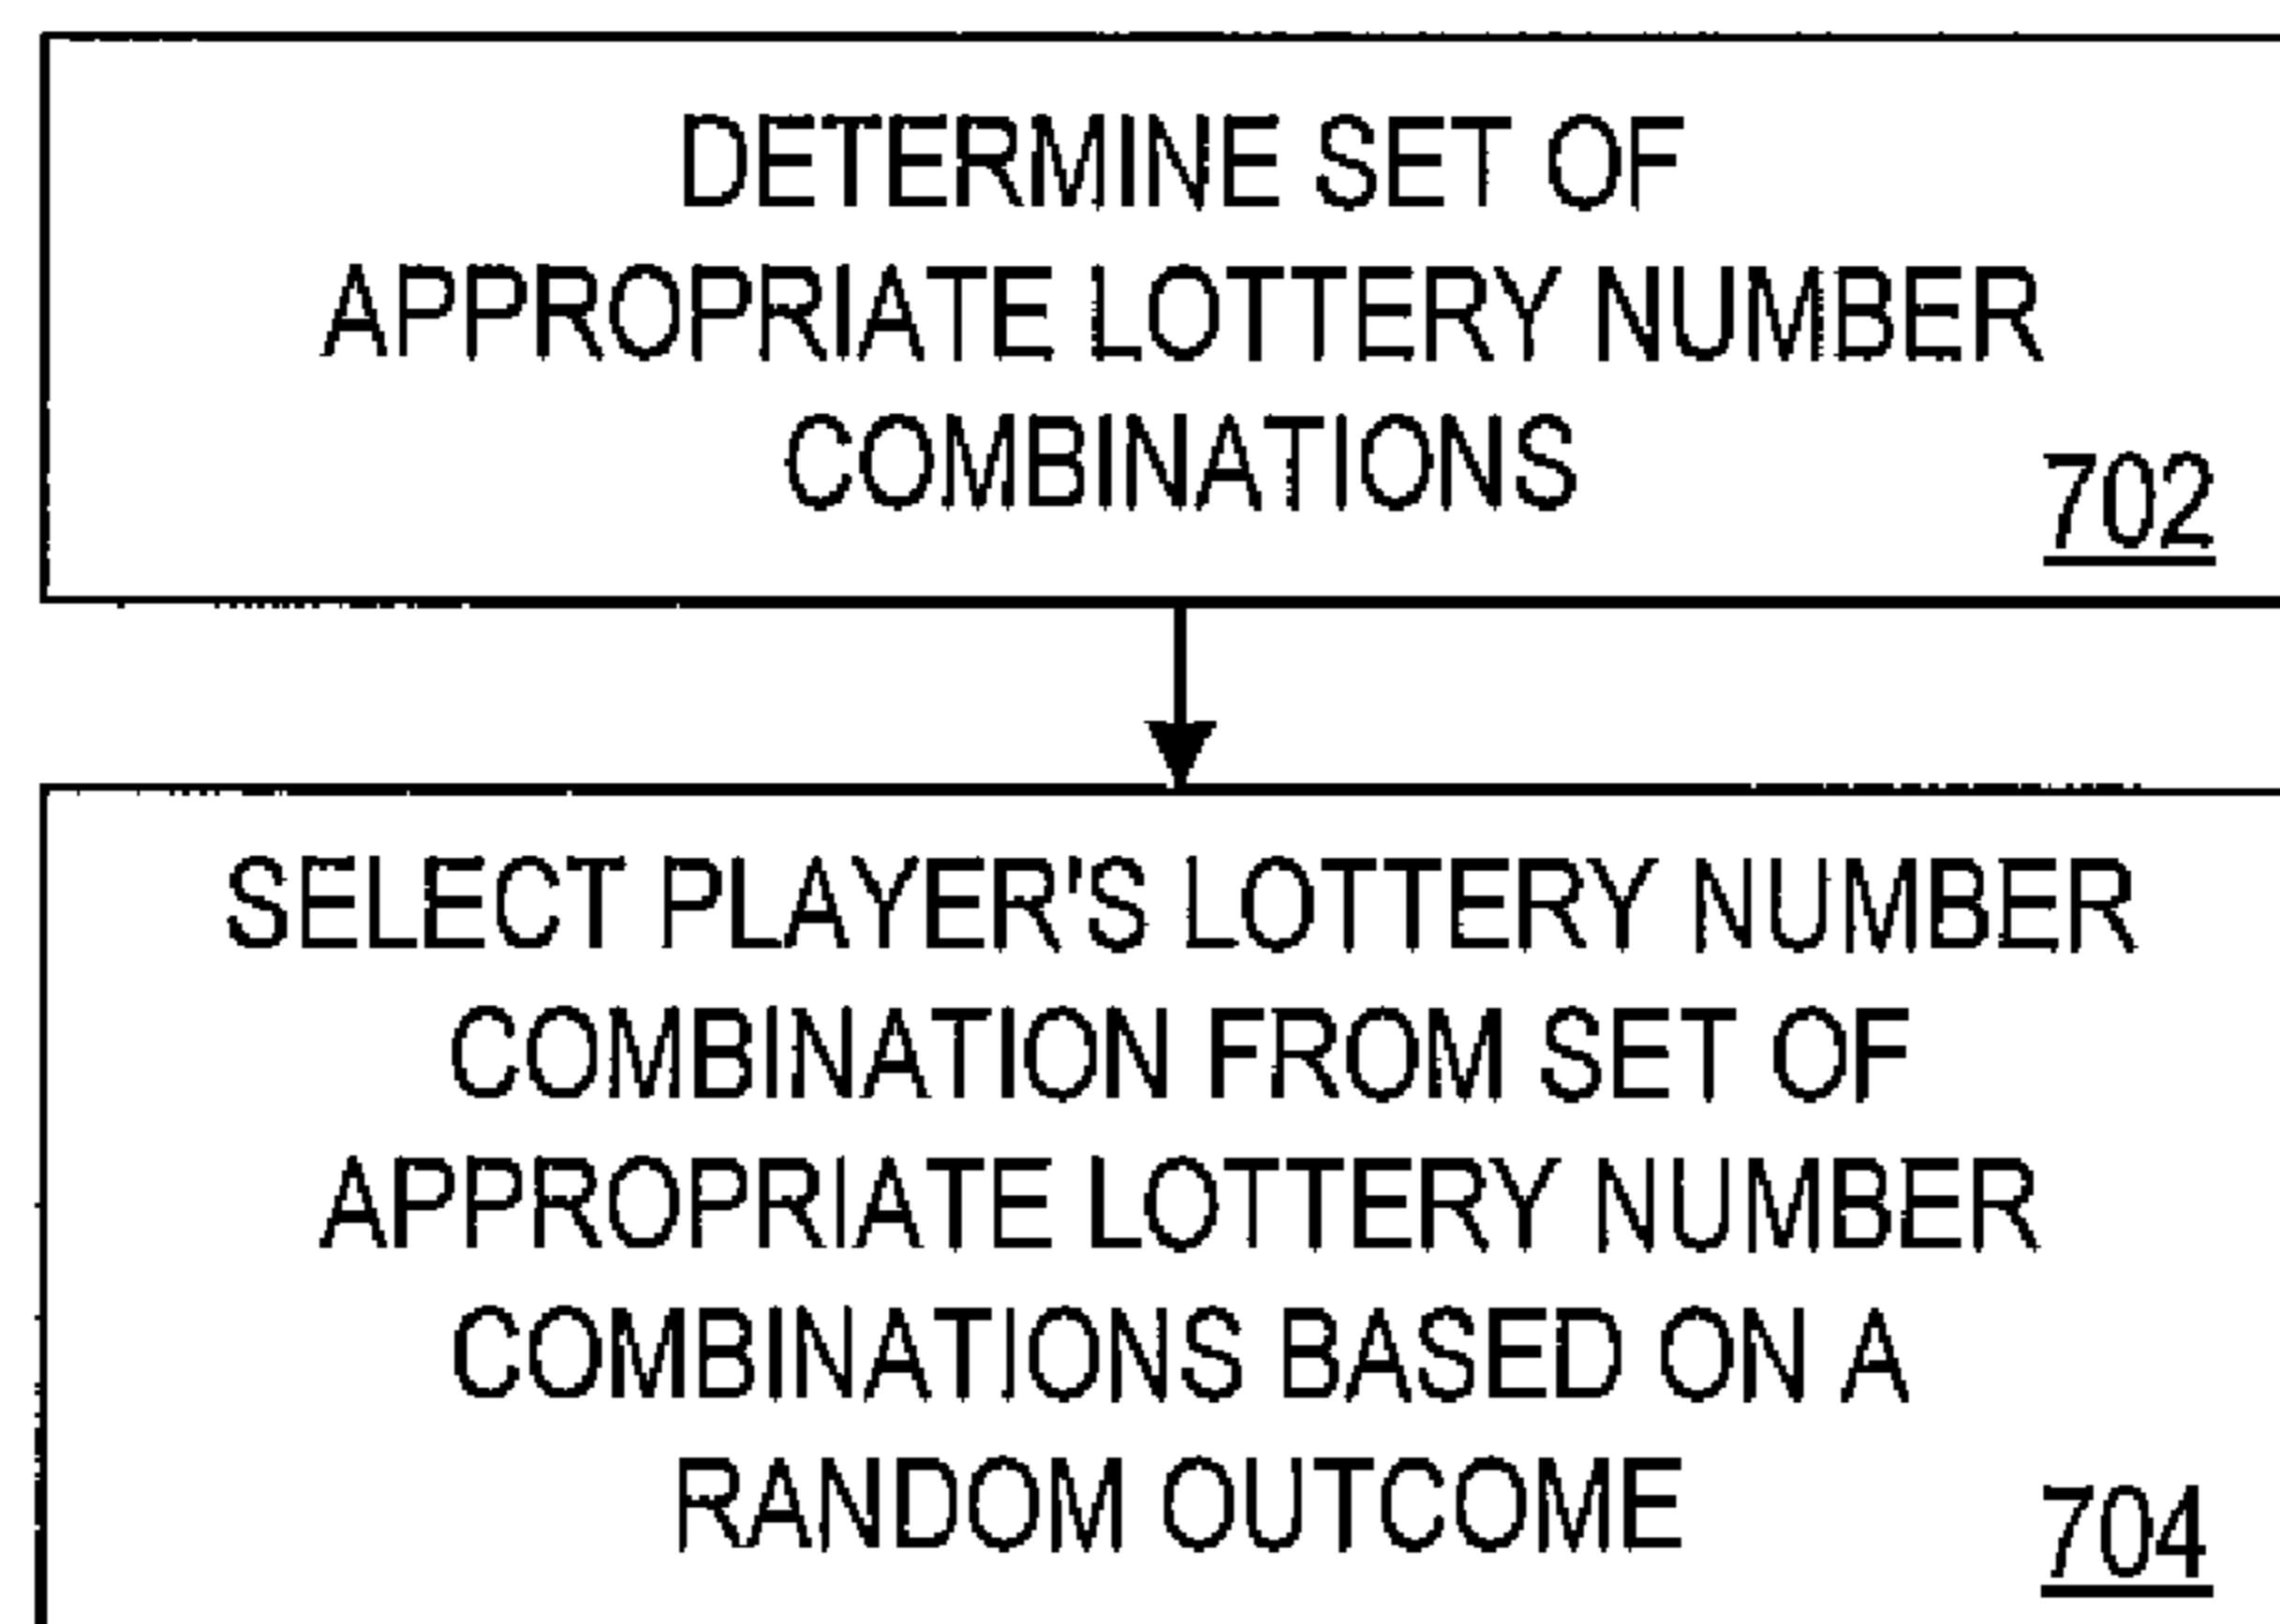 DETERMINE SET OF
APPROPRIATE LOTTERY NUMBER
COMBINATIONS
702
SELECT PLAYER'S LOTTERY NUMBER
COMBINATION FROM SET OF
APPROPRIATE LOTTERY NUMBER
COMBINATIONS BASED ON A
RANDOM OUTCOME
704